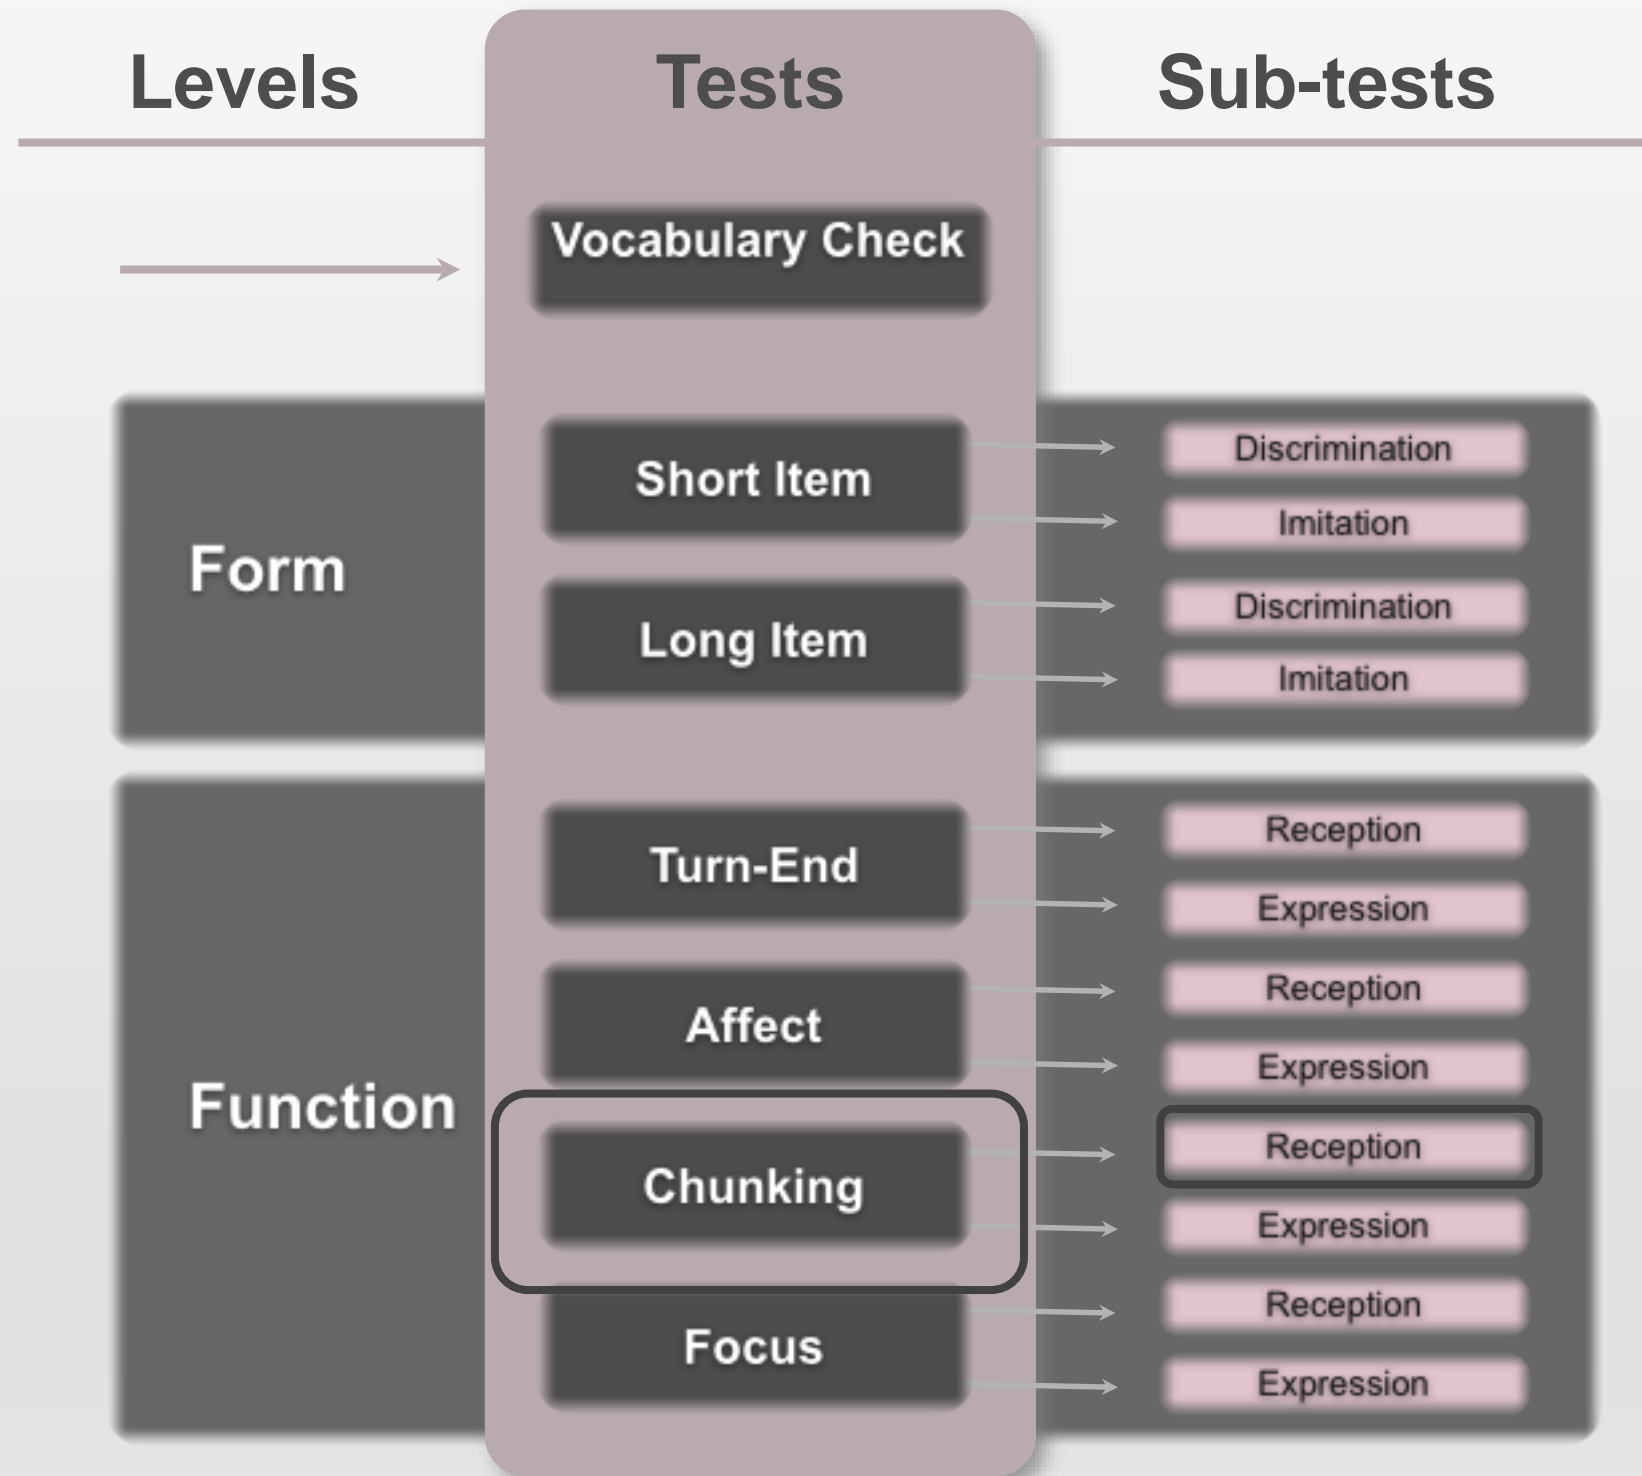 Levels
Tests
Sub-tests
Vocabulary Check
Form
Short Item
Discrimination
Imitation
Long Item
Discrimination
Imitation
Function
Turn-End
Reception
Expression
Affect
Reception
Expression
Chunking
Reception
Expression
Focus
Reception
Expression